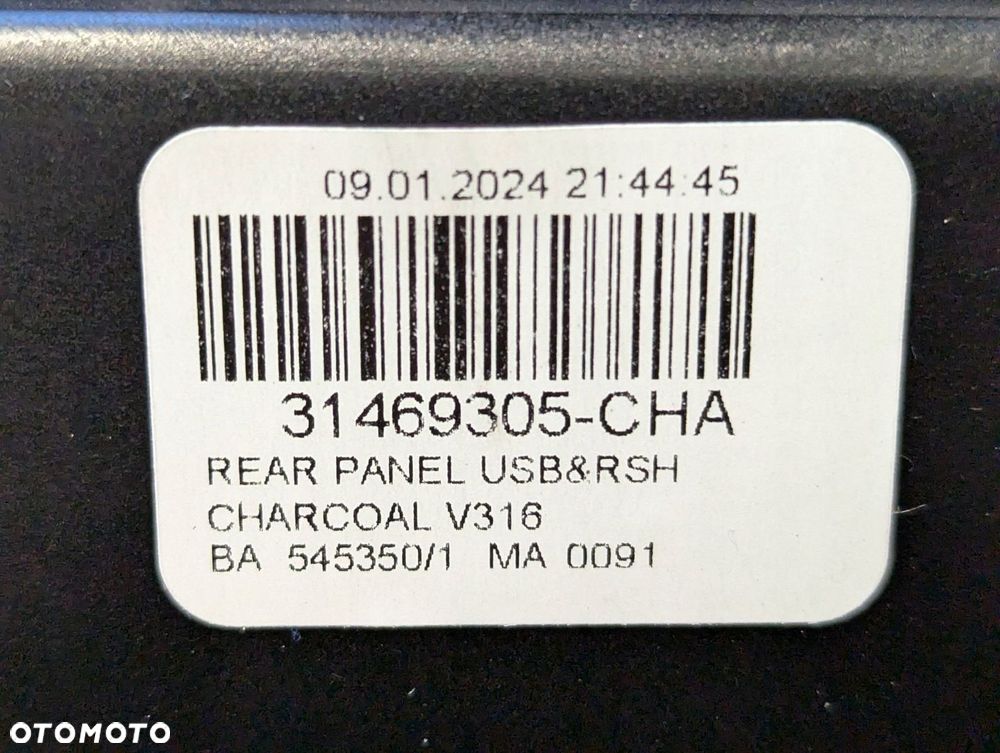 09.01.2024 21:44:45
31469305-CHA
REAR PANEL USB&RSH
CHARCOAL V316
BA 545350/1 MA 0091
OTOMOTO